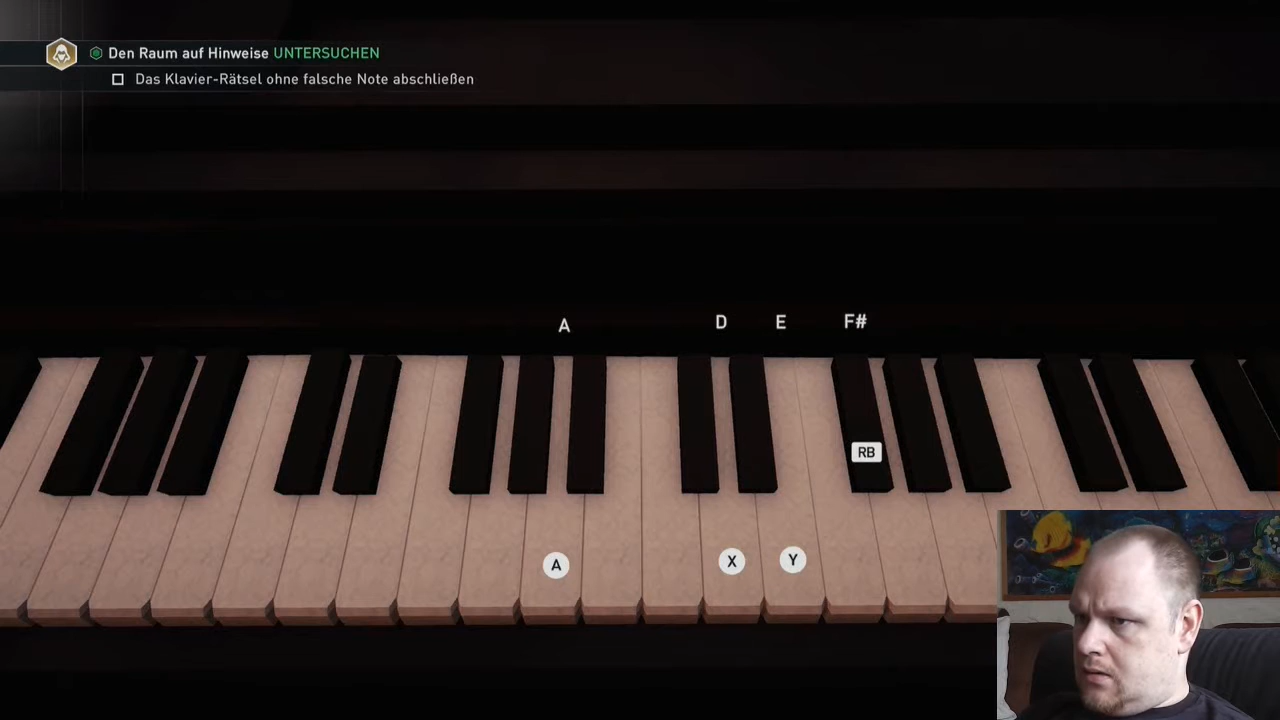 Den Raum auf Hinweise UNTERSUCHEN
Das Klavier-Rätsel ohne falsche Note abschließen
A D E F#
RB
A X Y